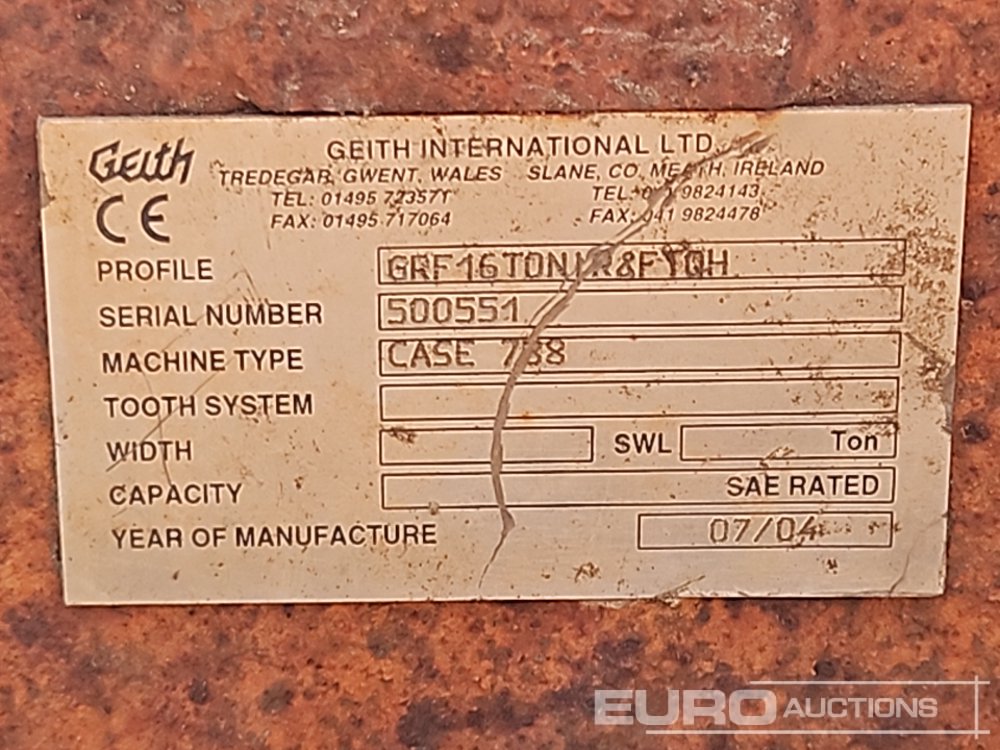 Geith
GEITH INTERNATIONAL LTD
TREDEGAR, GWENT, WALES SLANE, CO. MEATH, IRELAND
TEL: 01495 723571 TEL: 9824143
FAX: 01495 717064 FAX: 041 9824478
CE
PROFILE
SERIAL NUMBER 500551
MACHINE TYPE CASE 788
TOOTH SYSTEM
WIDTH SWL Ton
CAPACITY SAE RATED
YEAR OF MANUFACTURE 07/04
EURO AUCTIONS